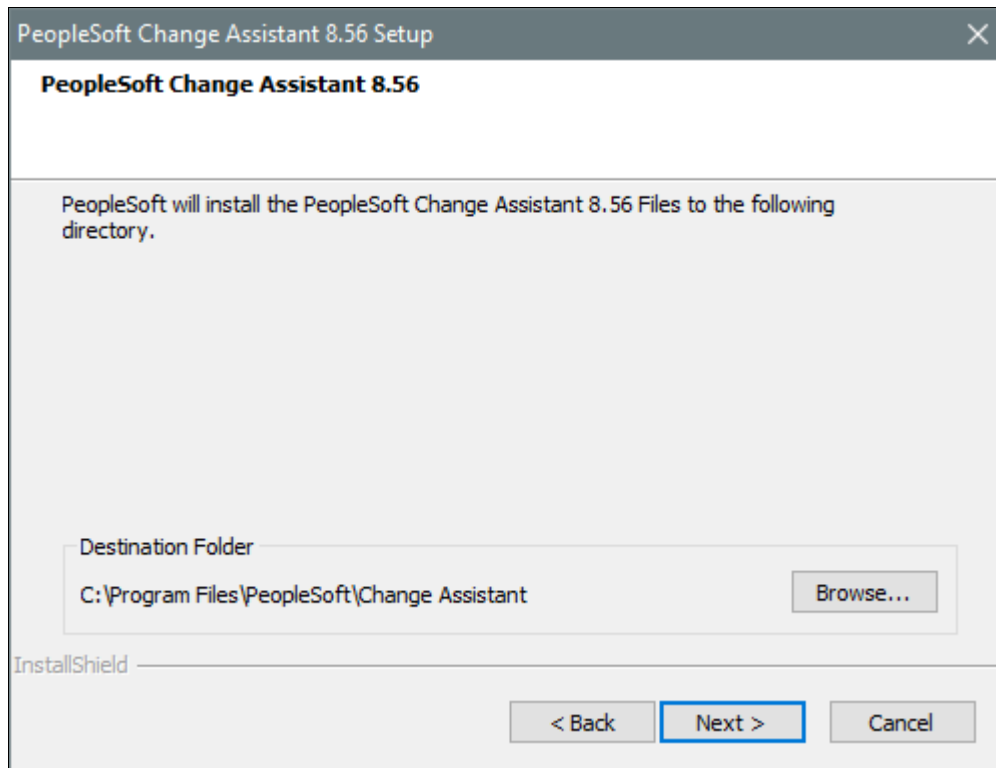 PeopleSoft Change Assistant 8.56 Setup
PeopleSoft Change Assistant 8.56
PeopleSoft will install the PeopleSoft Change Assistant 8.56 Files to the following
directory.
Destination Folder
C:\Program Files\PeopleSoft\Change Assistant
Browse...
InstallShield
< Back
Next >
Cancel